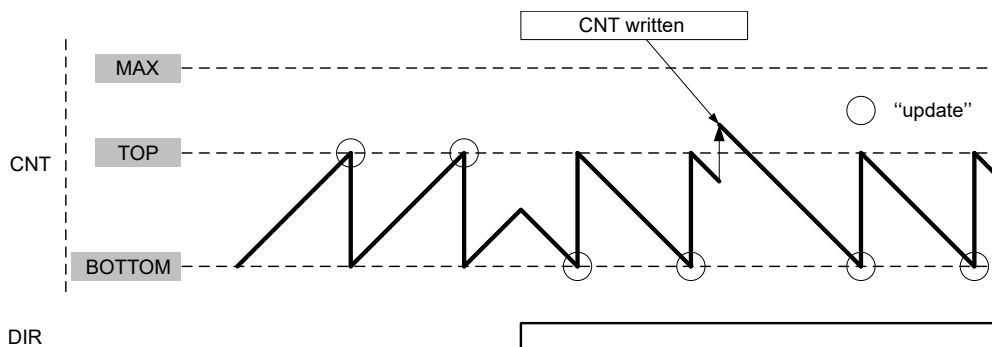 CNT written
MAX
“update”
TOP
CNT
BOTTOM
DIR